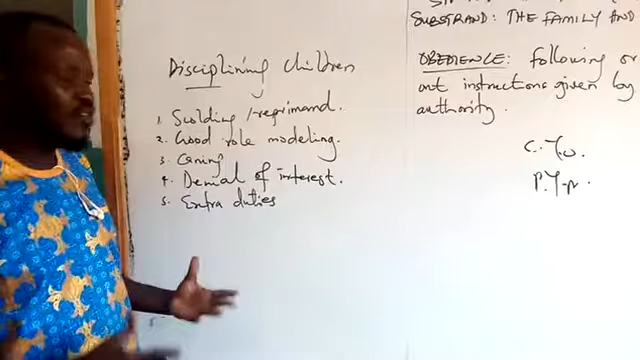 Disciplining children
1. Scolding / reprimand.
2. Good role modeling.
3. Caning
4. Denial of interest.
5. Extra duties
SUBSTRAND: THE FAMILY AND
OBEDIENCE: following or
out instructions given by
authority.